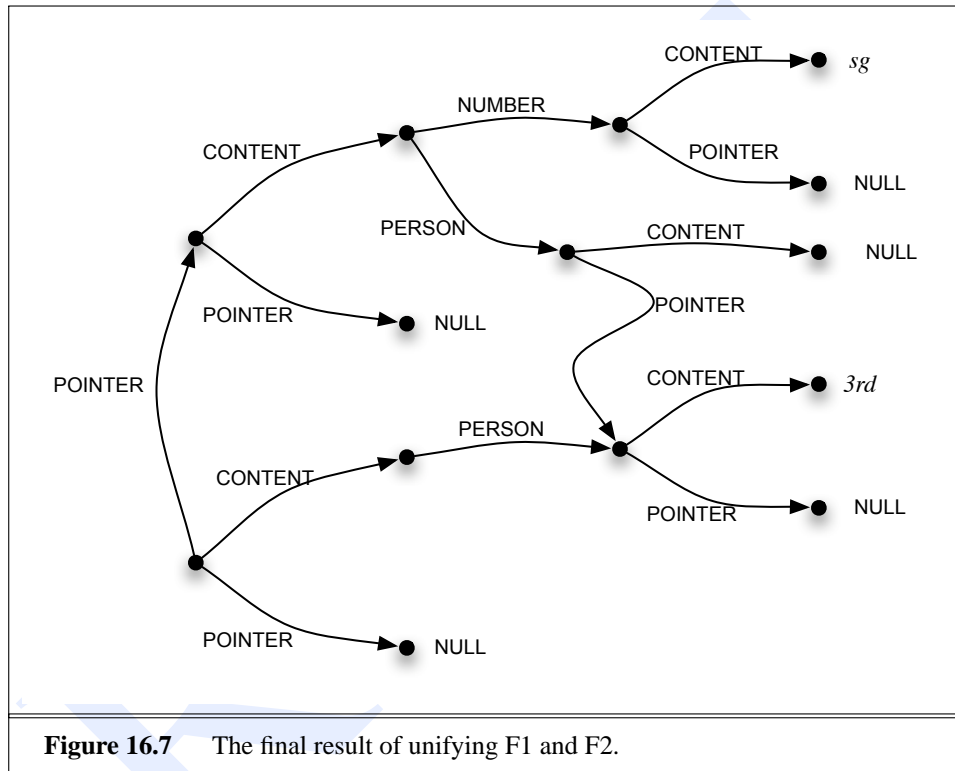 CONTENT
sg
NUMBER
CONTENT
POINTER
NULL
PERSON
CONTENT
NULL
POINTER
NULL
POINTER
POINTER
CONTENT
3rd
PERSON
CONTENT
POINTER
NULL
POINTER
NULL
Figure 16.7 The final result of unifying F1 and F2.